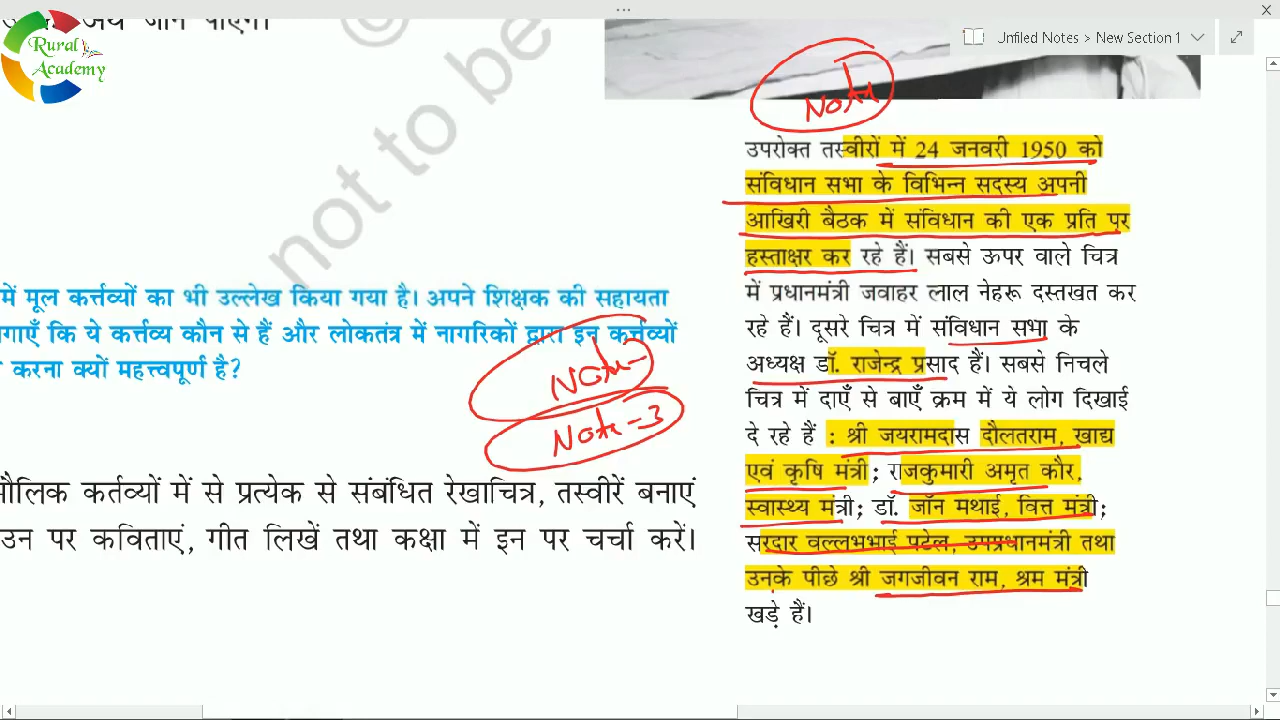 Rural
Academy
Unfiled Notes > New Section 1
not to be
Note
उपरोक्त तस्वीरों में 24 जनवरी 1950 को
संविधान सभा के विभिन्न सदस्य अपनी
आखिरी बैठक में संविधान की एक प्रति पर
हस्ताक्षर कर रहे हैं। सबसे ऊपर वाले चित्र
में प्रधानमंत्री जवाहर लाल नेहरू दस्तखत कर
रहे हैं। दूसरे चित्र में संविधान सभा के
अध्यक्ष डॉ. राजेन्द्र प्रसाद हैं। सबसे निचले
चित्र में दाएँ से बाएँ क्रम में ये लोग दिखाई
दे रहे हैं : श्री जयरामदास दौलतराम, खाद्य
एवं कृषि मंत्री; राजकुमारी अमृत कौर,
स्वास्थ्य मंत्री; डॉ. जॉन मथाई, वित्त मंत्री;
सरदार वल्लभभाई पटेल, उपप्रधानमंत्री तथा
उनके पीछे श्री जगजीवन राम, श्रम मंत्री
खड़े हैं।
में मूल कर्त्तव्यों का भी उल्लेख किया गया है। अपने शिक्षक की सहायता
कि ये कर्त्तव्य कौन से हैं और लोकतंत्र में नागरिकों द्वारा इन कर्त्तव्यों
करना क्यों महत्त्वपूर्ण है?
Note-
Note-3
कर्तव्यों में से प्रत्येक से संबंधित रेखाचित्र, तस्वीरें बनाएं
उन पर कविताएं, गीत लिखें तथा कक्षा में इन पर चर्चा करें।